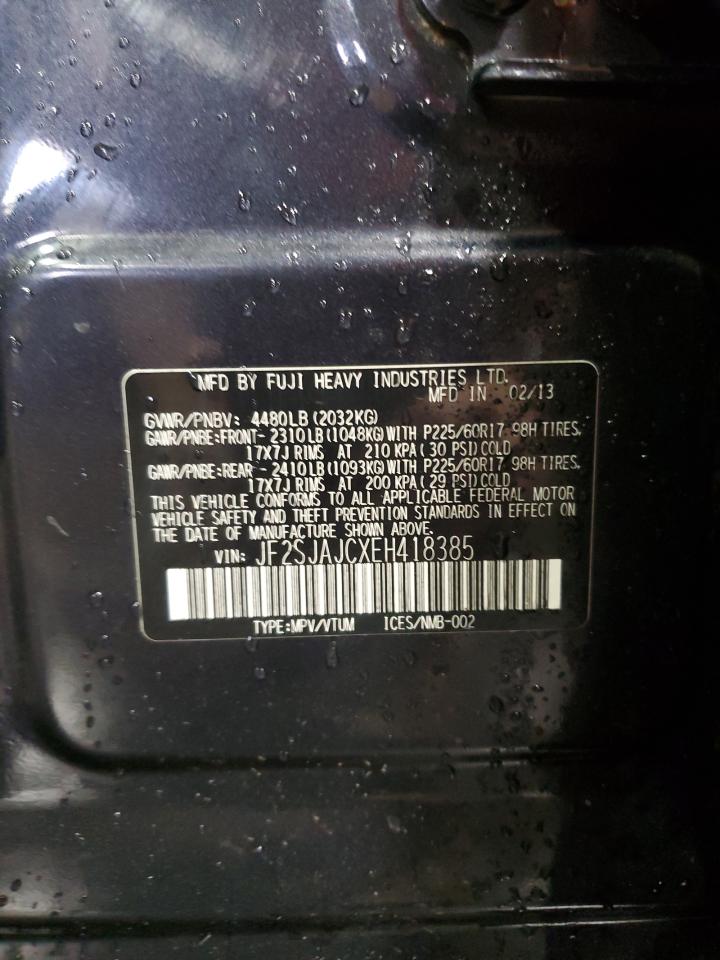 MFD BY FUJI HEAVY INDUSTRIES LTD.
MFD IN 02/13
GVWR/PNBV: 4480LB(2032KG)
GAWR/PNBE:FRONT- 2310LB(1048KG)WITH P225/60R17 98H TIRES,
17X7J RIMS AT 210 KPA(30 PSI)COLD
GAWR/PNBE:REAR -2410LB(1093KG)WITH P225/60R17 98H TIRES,
17X7J RIMS AT 200 KPA(29 PSI)COLD
THIS VEHICLE CONFORMS TO ALL APPLICABLE FEDERAL MOTOR
VEHICLE SAFETY AND THEFT PREVENTION STANDARDS IN EFFECT ON
THE DATE OF MANUFACTURE SHOWN ABOVE.
VIN: JF2SJAJCXEH418385
TYPE:MPV/VTUM ICES/NMB-002